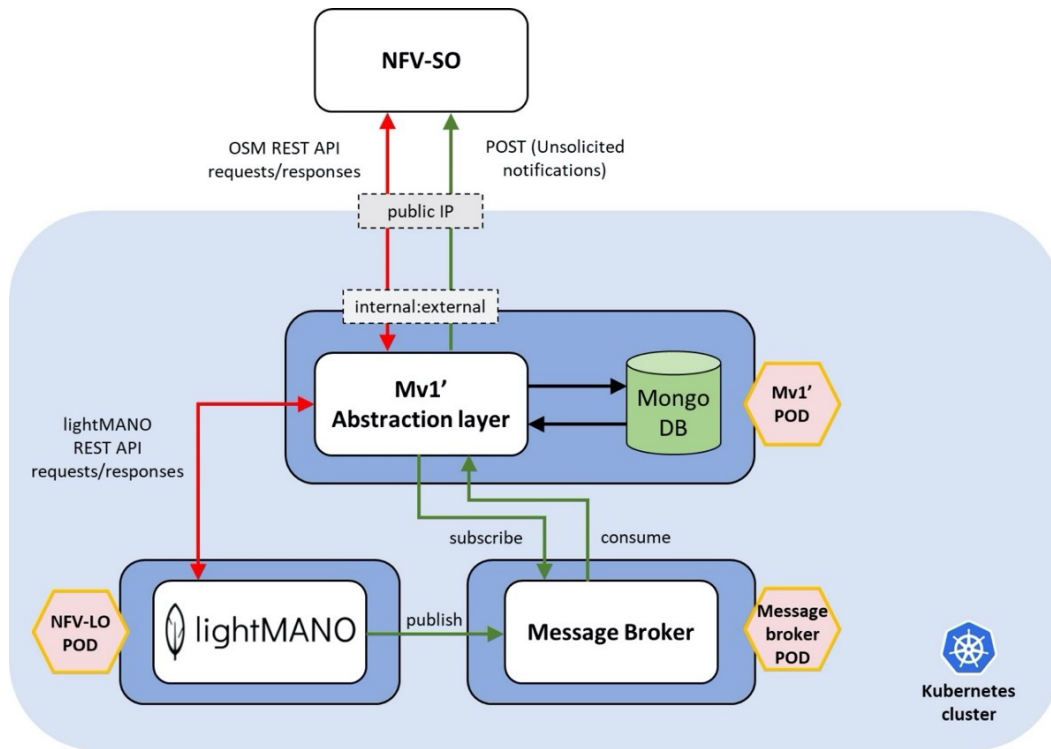 NFV-SO
OSM REST API
requests/responses
POST (Unsolicited
notifications)
public IP
internal:external
Mv1’
Abstraction layer
Mongo
DB
Mv1’
POD
lightMANO
REST API
requests/responses
subscribe
consume
NFV-LO
POD
lightMANO
publish
Message Broker
Message
broker
POD
Kubernetes
cluster